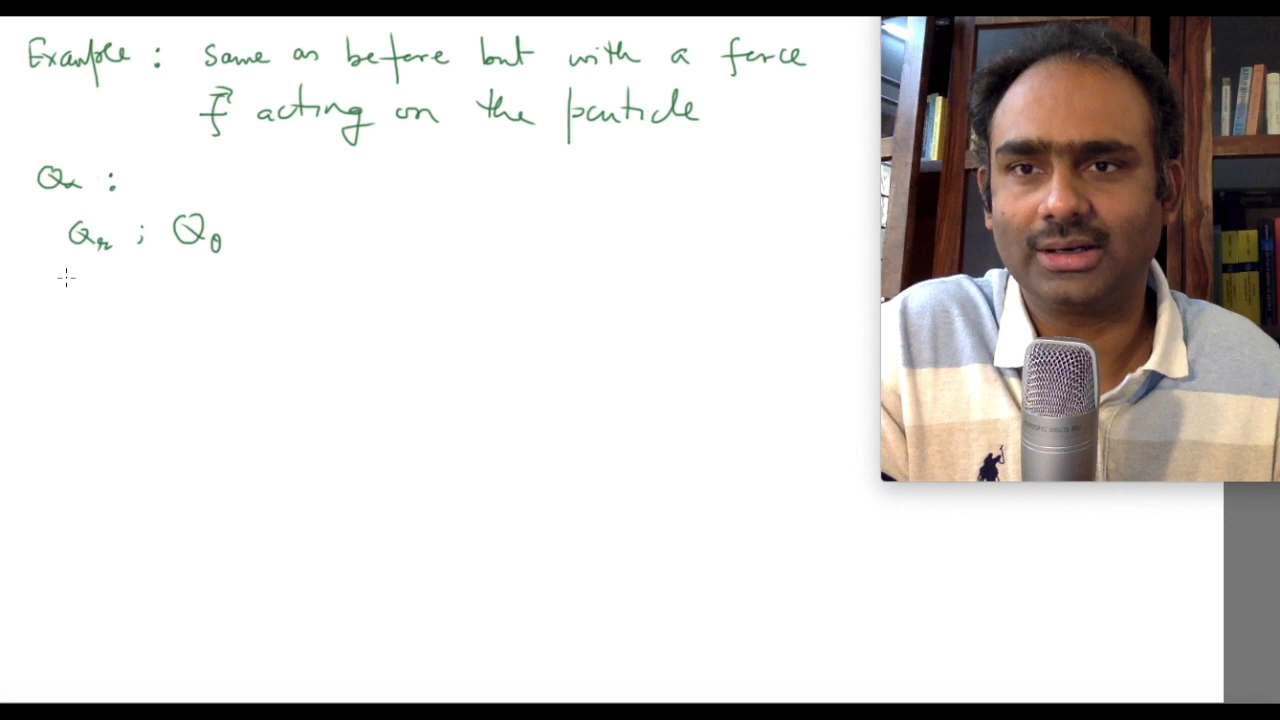 Example : Same as before but with a force
f⃗ acting on the particle
Qα :
Qr ; Qθ